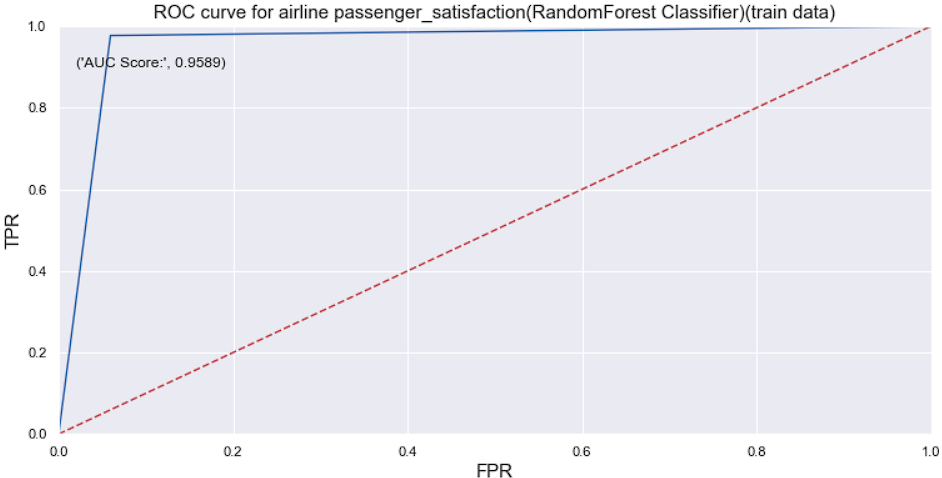 ROC curve for airline passenger_satisfaction(RandomForest Classifier)(train data)
1.0
('AUC Score:', 0.9589)
0.8
0.6
TPR
0.4
0.2
0.0
0.0 0.2 0.4 0.6 0.8 1.0
FPR